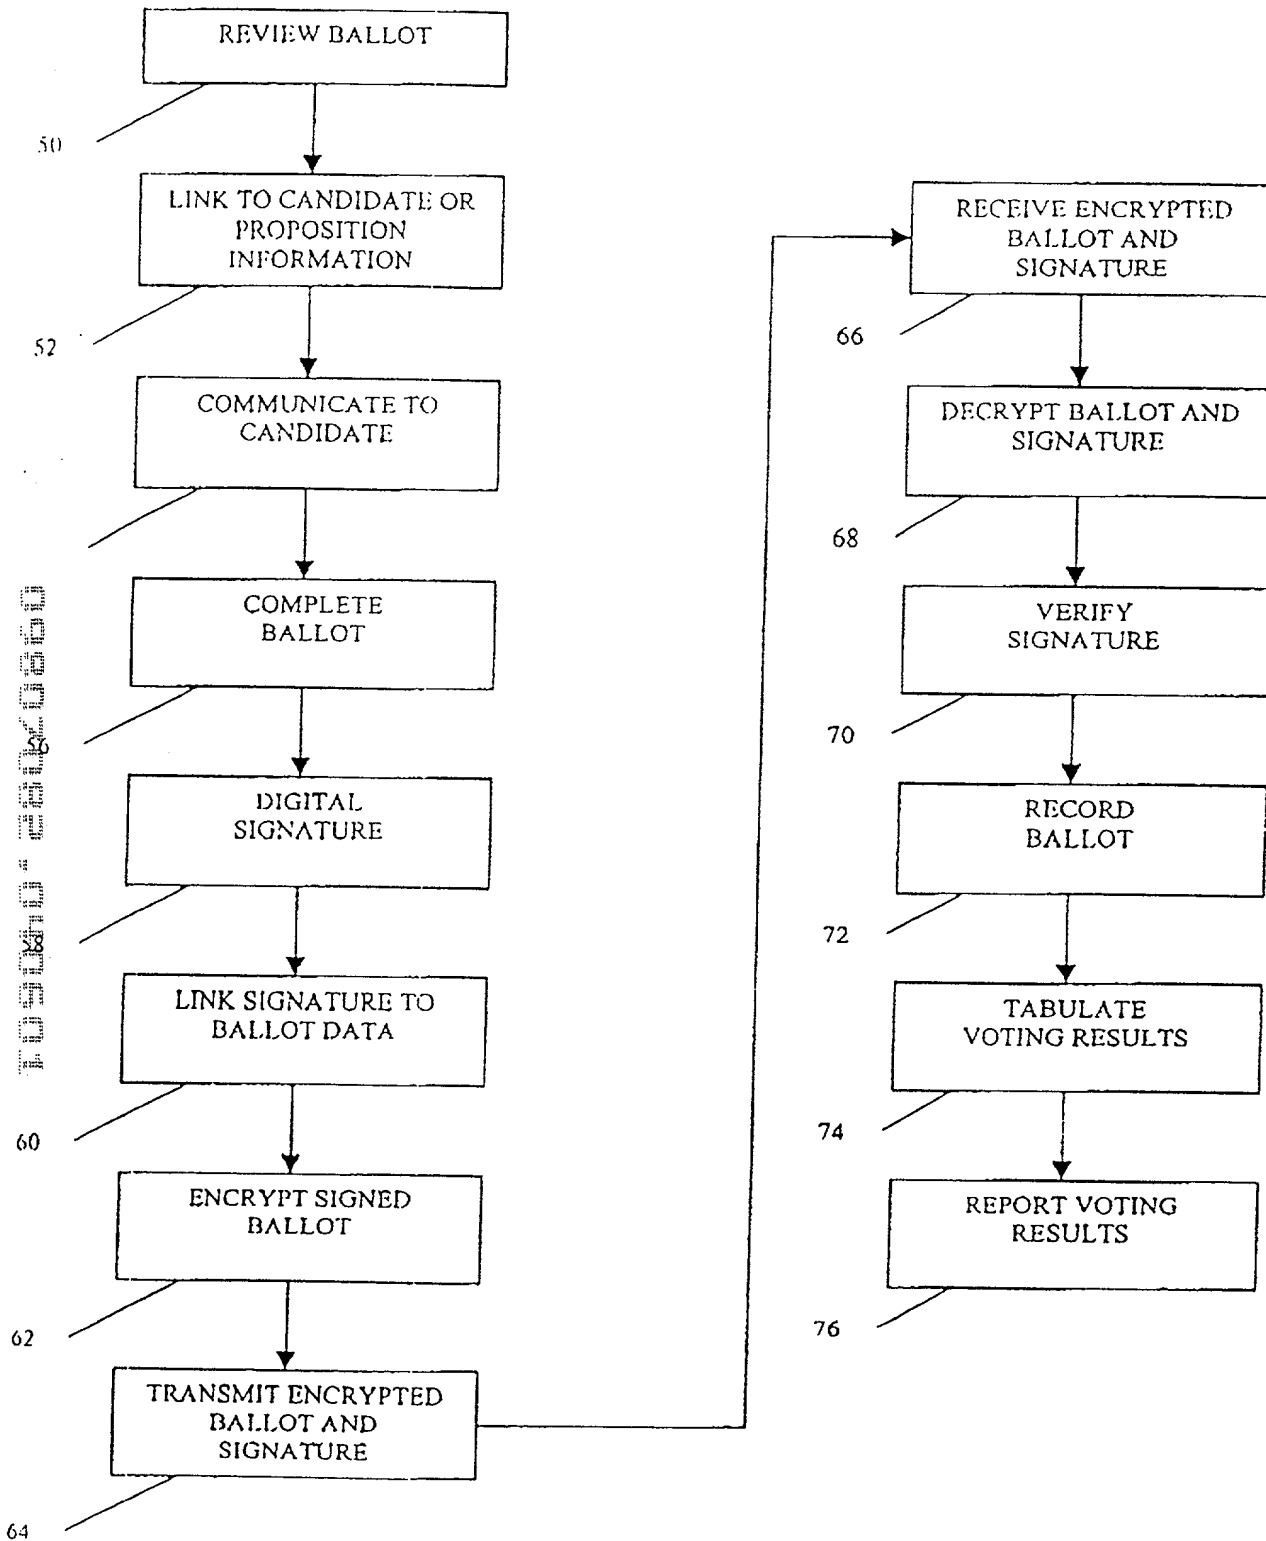 REVIEW BALLOT
50
LINK TO CANDIDATE OR
PROPOSITION
INFORMATION
52
COMMUNICATE TO
CANDIDATE
COMPLETE
BALLOT
56
DIGITAL
SIGNATURE
58
LINK SIGNATURE TO
BALLOT DATA
60
ENCRYPT SIGNED
BALLOT
62
TRANSMIT ENCRYPTED
BALLOT AND
SIGNATURE
64
RECEIVE ENCRYPTED
BALLOT AND
SIGNATURE
66
DECRYPT BALLOT AND
SIGNATURE
68
VERIFY
SIGNATURE
70
RECORD
BALLOT
72
TABULATE
VOTING RESULTS
74
REPORT VOTING
RESULTS
76